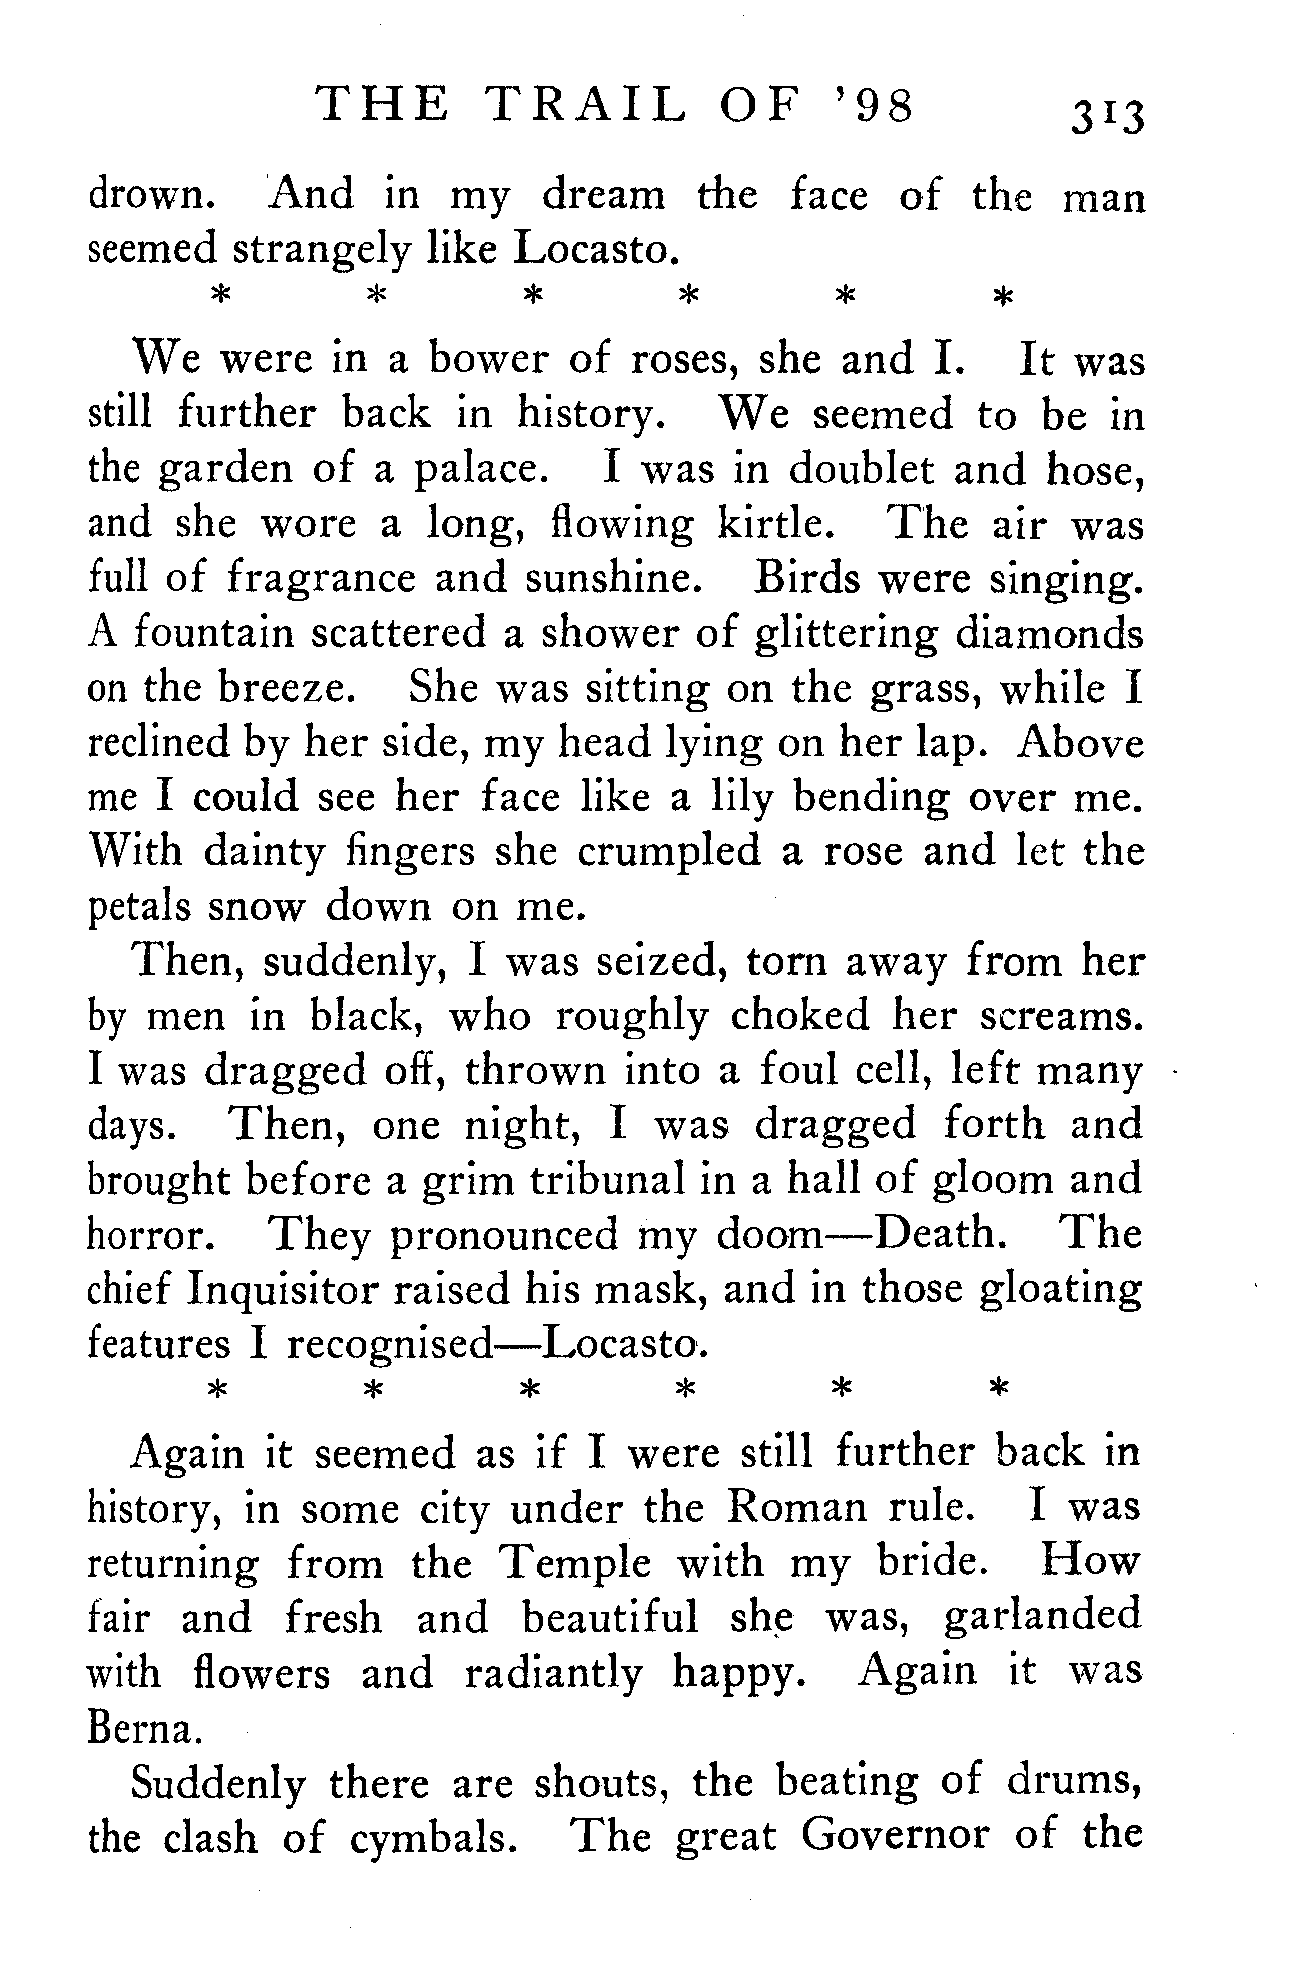 THE TRAIL OF '98 313
drown. And in my dream the face of the man
seemed strangely like Locasto.
* * * * * *
We were in a bower of roses, she and I. It was
still further back in history. We seemed to be in
the garden of a palace. I was in doublet and hose,
and she wore a long, flowing kirtle. The air was
full of fragrance and sunshine. Birds were singing.
A fountain scattered a shower of glittering diamonds
on the breeze. She was sitting on the grass, while I
reclined by her side, my head lying on her lap. Above
me I could see her face like a lily bending over me.
With dainty fingers she crumpled a rose and let the
petals snow down on me.
Then, suddenly, I was seized, torn away from her
by men in black, who roughly choked her screams.
I was dragged off, thrown into a foul cell, left many
days. Then, one night, I was dragged forth and
brought before a grim tribunal in a hall of gloom and
horror. They pronounced my doom—Death. The
chief Inquisitor raised his mask, and in those gloating
features I recognised—Locasto.
* * * * * *
Again it seemed as if I were still further back in
history, in some city under the Roman rule. I was
returning from the Temple with my bride. How
fair and fresh and beautiful she was, garlanded
with flowers and radiantly happy. Again it was
Berna.
Suddenly there are shouts, the beating of drums,
the clash of cymbals. The great Governor of the